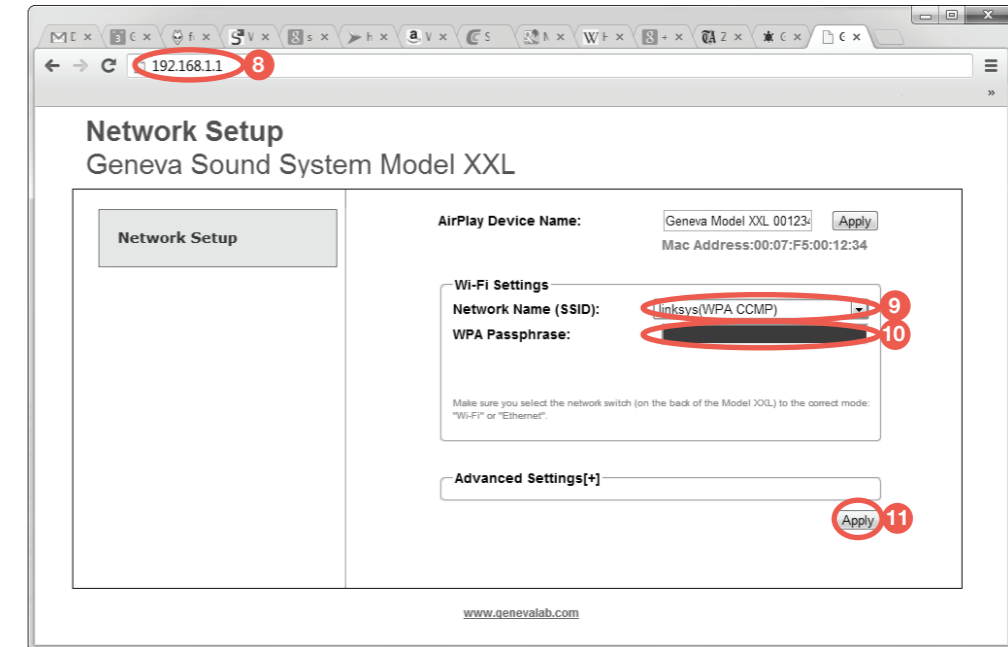 192.168.1.1
8
»
Network Setup
Geneva Sound System Model XXL
Network Setup
AirPlay Device Name:
Geneva Model XXL 001234
Apply
Mac Address:00:07:F5:00:12:34
Wi-Fi Settings
Network Name (SSID):
linksys(WPA CCMP)
9
WPA Passphrase:
10
Make sure you select the network switch (on the back of the Model XXL) to the correct mode:
"Wi-Fi" or "Ethernet".
Advanced Settings[+]
Apply
11
www.genevalab.com